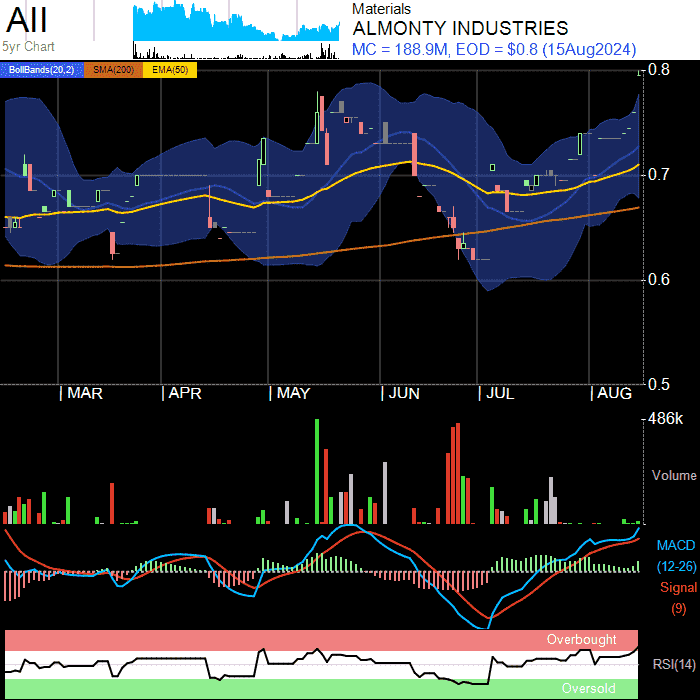 AII
5yr Chart
Materials
ALMONTY INDUSTRIES
MC = 188.9M, EOD = $0.8 (15Aug2024)
BollBands(20,2) SMA(200) EMA(50)
0.8
0.7
0.6
0.5
MAR APR MAY JUN JUL AUG
486k
Volume
MACD
(12-26)
Signal
(9)
Overbought
RSI(14)
Oversold